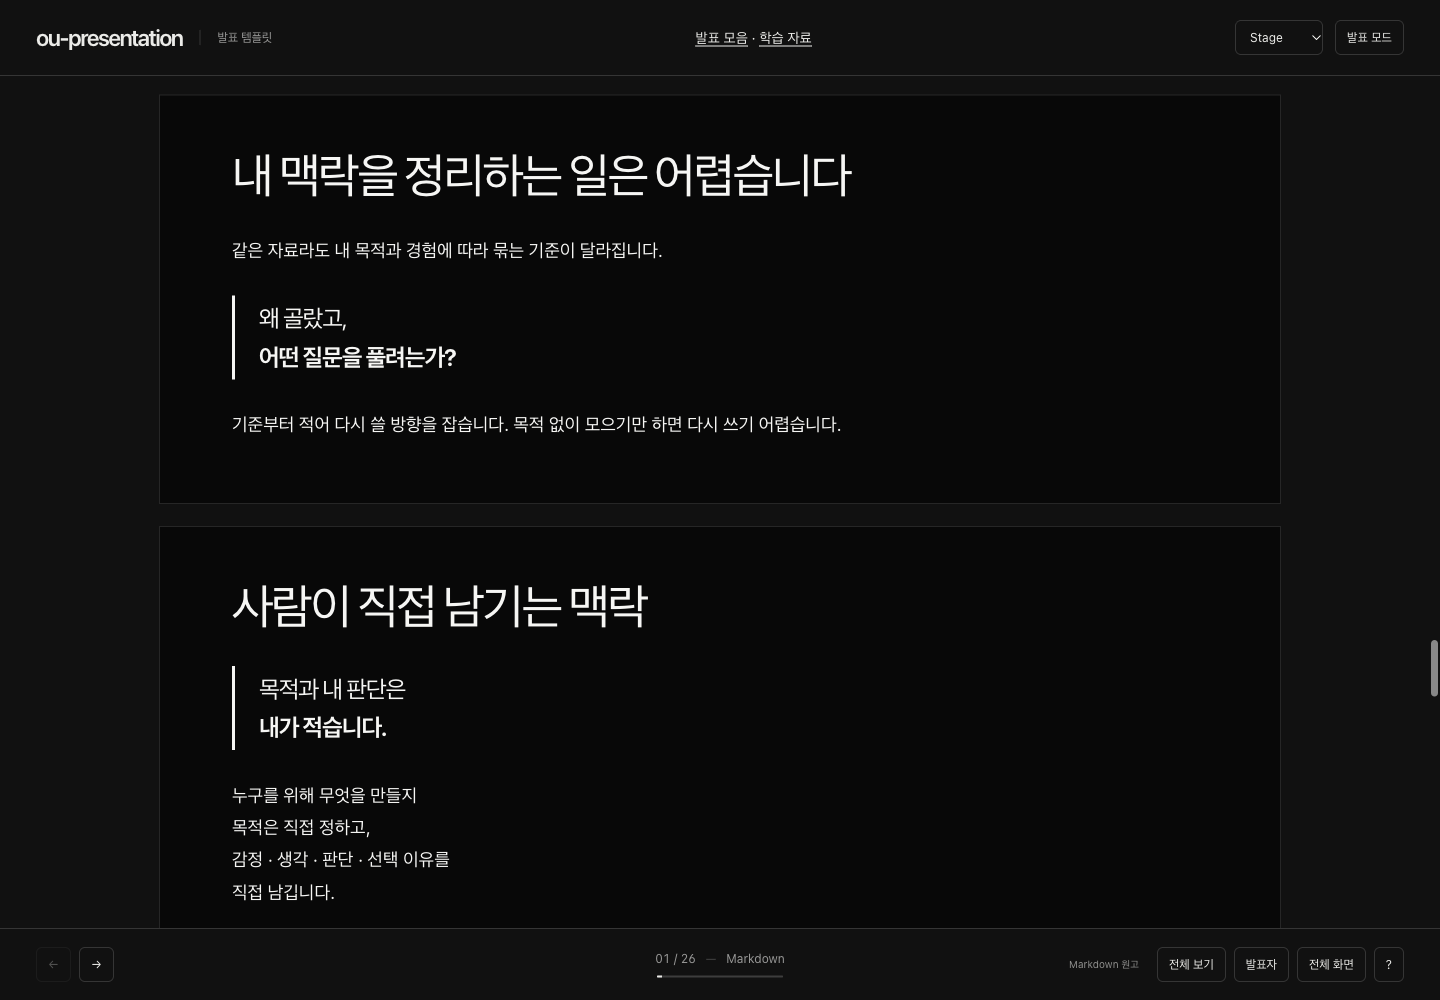 ou-presentation
발표 템플릿
발표 모음 · 학습 자료
Stage
발표 모드
내 맥락을 정리하는 일은 어렵습니다
같은 자료라도 내 목적과 경험에 따라 묶는 기준이 달라집니다.
왜 골랐고,
어떤 질문을 풀려는가?
기준부터 적어 다시 쓸 방향을 잡습니다. 목적 없이 모으기만 하면 다시 쓰기 어렵습니다.
사람이 직접 남기는 맥락
목적과 내 판단은
내가 적습니다.
누구를 위해 무엇을 만들지
목적은 직접 정하고,
감정 · 생각 · 판단 · 선택 이유를
직접 남깁니다.
← →
01 / 26 — Markdown
Markdown 원고
전체 보기
발표자
전체 화면
?